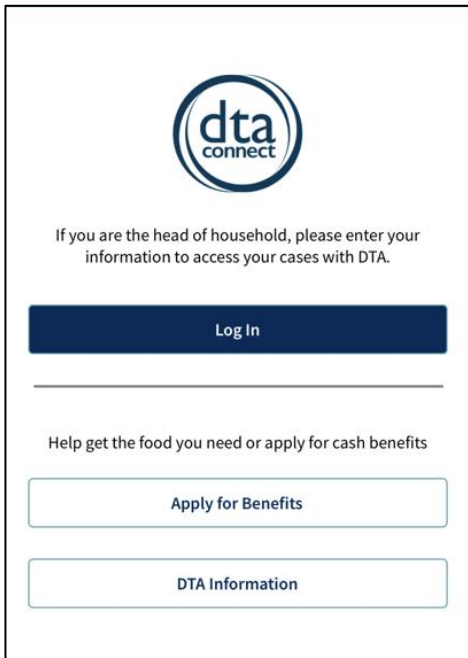 dta
connect
If you are the head of household, please enter your
information to access your cases with DTA.
Log In
Help get the food you need or apply for cash benefits
Apply for Benefits
DTA Information